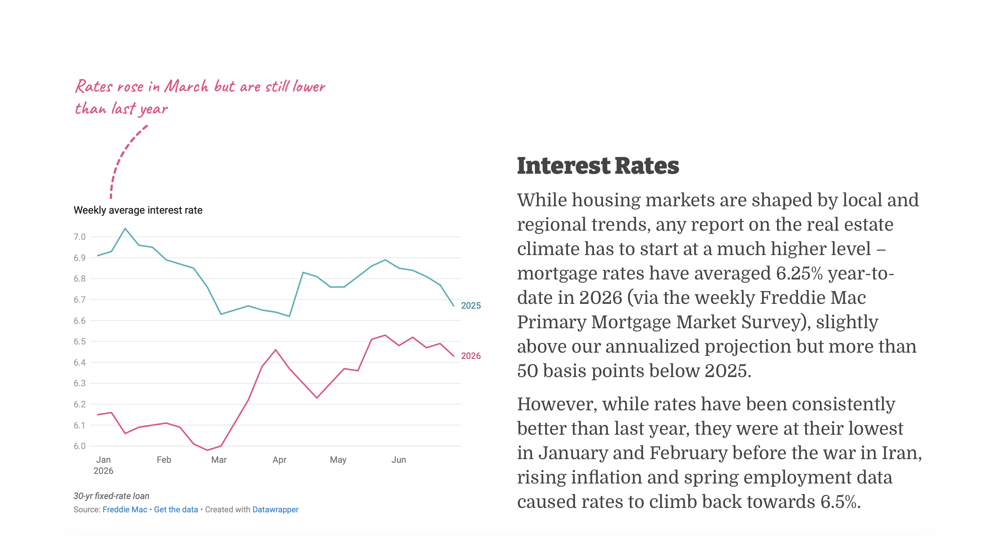 Rates rose in March but are still lower
than last year
Weekly average interest rate
7.0
6.9
6.8
6.7
6.6
6.5
6.4
6.3
6.2
6.1
6.0
2025
2026
Jan Feb Mar Apr May Jun
2026
30-yr fixed-rate loan
Source: Freddie Mac • Get the data • Created with Datawrapper
Interest Rates
While housing markets are shaped by local and
regional trends, any report on the real estate
climate has to start at a much higher level –
mortgage rates have averaged 6.25% year-to-
date in 2026 (via the weekly Freddie Mac
Primary Mortgage Market Survey), slightly
above our annualized projection but more than
50 basis points below 2025.
However, while rates have been consistently
better than last year, they were at their lowest
in January and February before the war in Iran,
rising inflation and spring employment data
caused rates to climb back towards 6.5%.